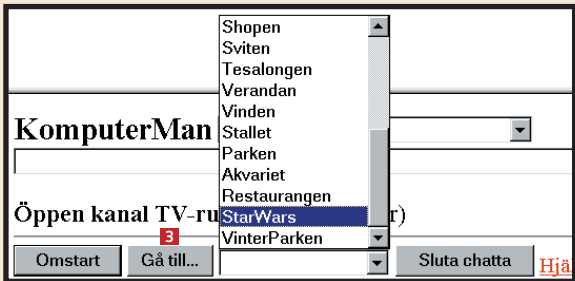 Shopen
Sviten
Tesalongen
Verandan
Vinden
Stallet
Parken
Akvariet
Restaurangen
StarWars
VinterParken
KomputerMan
Öppen kanal TV-ru r)
3
Omstart Gå till... Sluta chatta Hjä